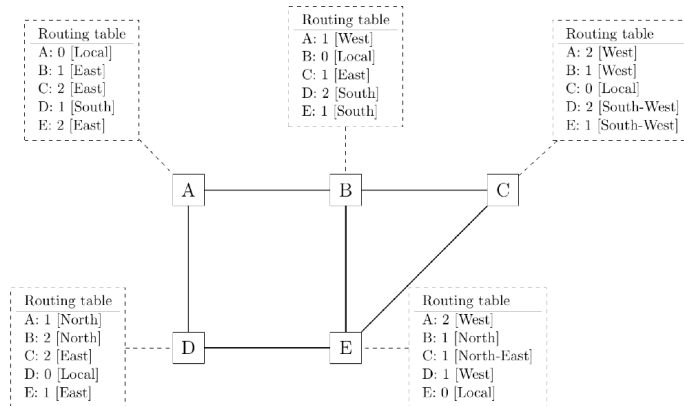 Routing table
A: 0 [Local]
B: 1 [East]
C: 2 [East]
D: 1 [South]
E: 2 [East]
Routing table
A: 1 [West]
B: 0 [Local]
C: 1 [East]
D: 2 [South]
E: 1 [South]
Routing table
A: 2 [West]
B: 1 [West]
C: 0 [Local]
D: 2 [South-West]
E: 1 [South-West]
A
B
C
Routing table
A: 1 [North]
B: 2 [North]
C: 2 [East]
D: 0 [Local]
E: 1 [East]
D
E
Routing table
A: 2 [West]
B: 1 [North]
C: 1 [North-East]
D: 1 [West]
E: 0 [Local]